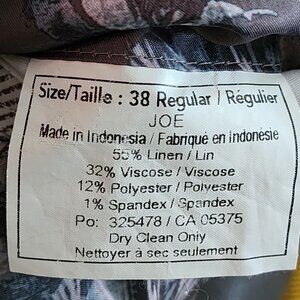 Size/Taille : 38 Regular / Régulier
JOE
Made in Indonesia / Fabriqué en Indonésie
55% Linen / Lin
32% Viscose / Viscose
12% Polyester / Polyester
1% Spandex / Spandex
Po: 325478 / CA 05375
Dry Clean Only
Nettoyer à sec seulement